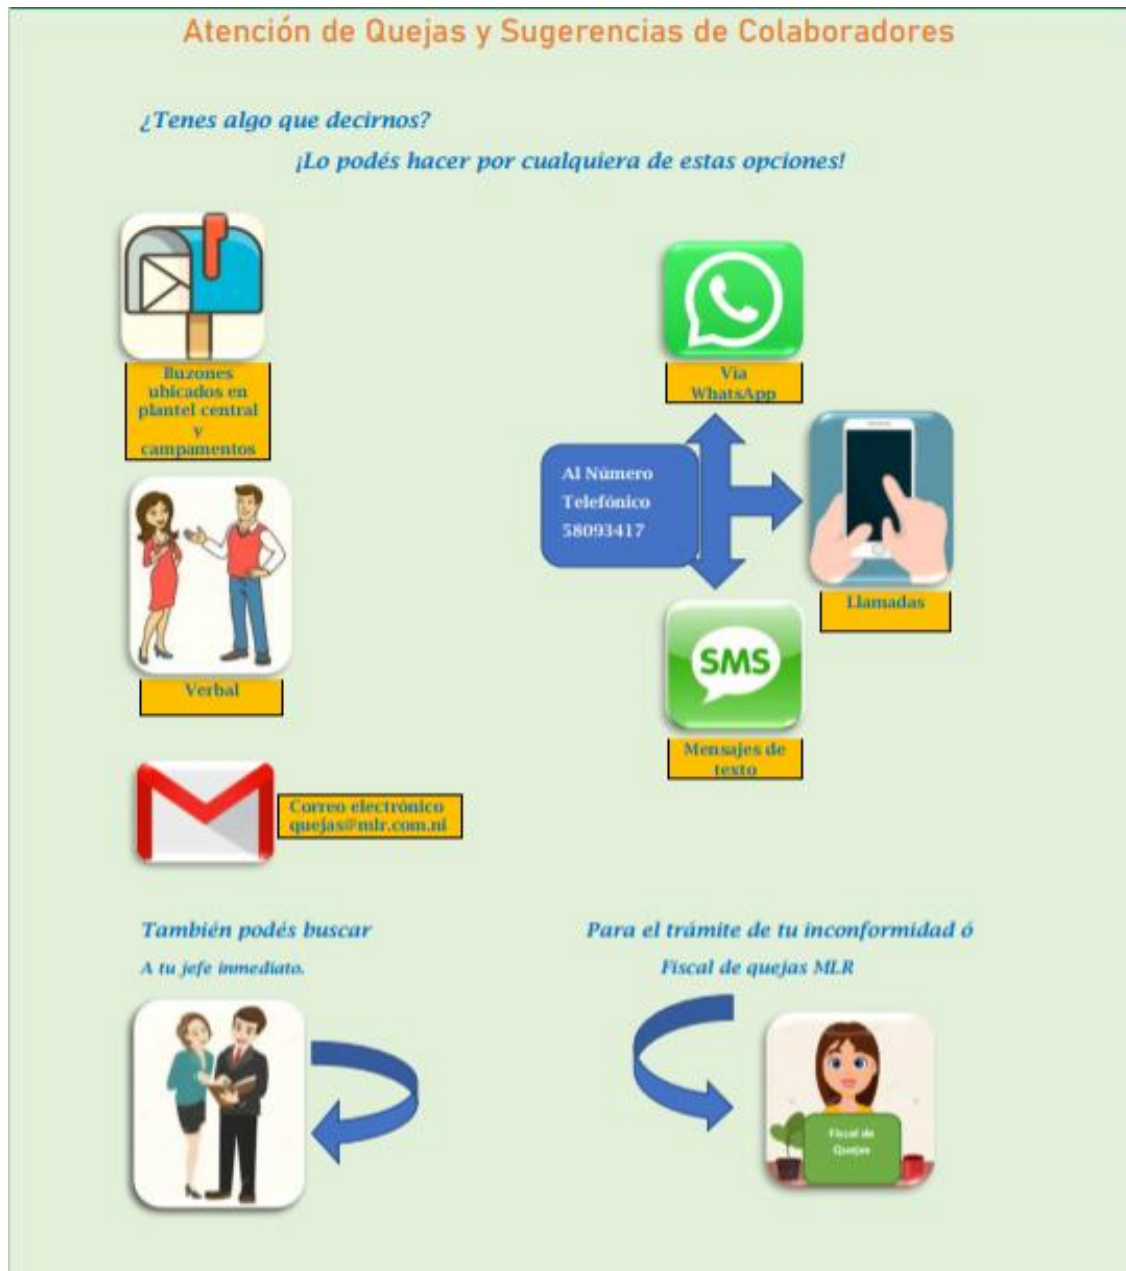 Atención de Quejas y Sugerencias de Colaboradores
¿Tenes algo que decirnos?
¡Lo podés hacer por cualquiera de estas opciones!
Buzones
ubicados en
plantel central
y
campamentos
Via
WhatsApp
Al Número
Telefónico
58093417
Llamadas
SMS
Verbal
Mensajes de
texto
Correo electrónico
quejas@mlr.com.ni
También podés buscar
A tu jefe inmediato.
Para el trámite de tu inconformidad ó
Fiscal de quejas MLR
Fiscal de
Quejas